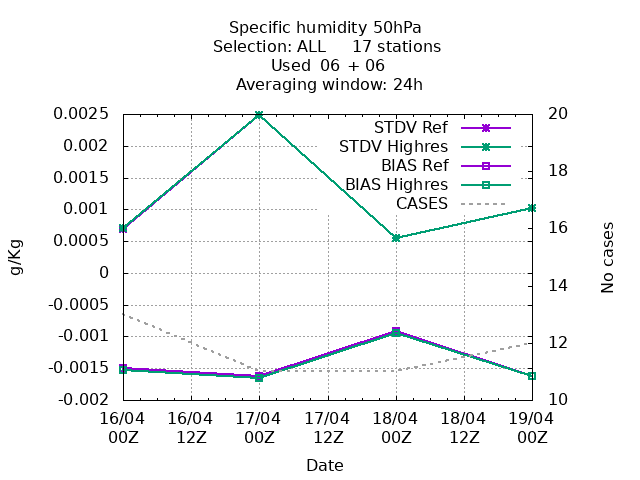 Specific humidity 50hPa
Selection: ALL     17 stations
Used  06 + 06
Averaging window: 24h
STDV Ref
STDV Highres
BIAS Ref
BIAS Highres
CASES
0.0025
0.002
0.0015
0.001
0.0005
0
-0.0005
-0.001
-0.0015
-0.002
g/Kg
20
18
16
14
12
10
No cases
16/04 16/04 17/04 17/04 18/04 18/04 19/04
00Z 12Z 00Z 12Z 00Z 12Z 00Z
Date